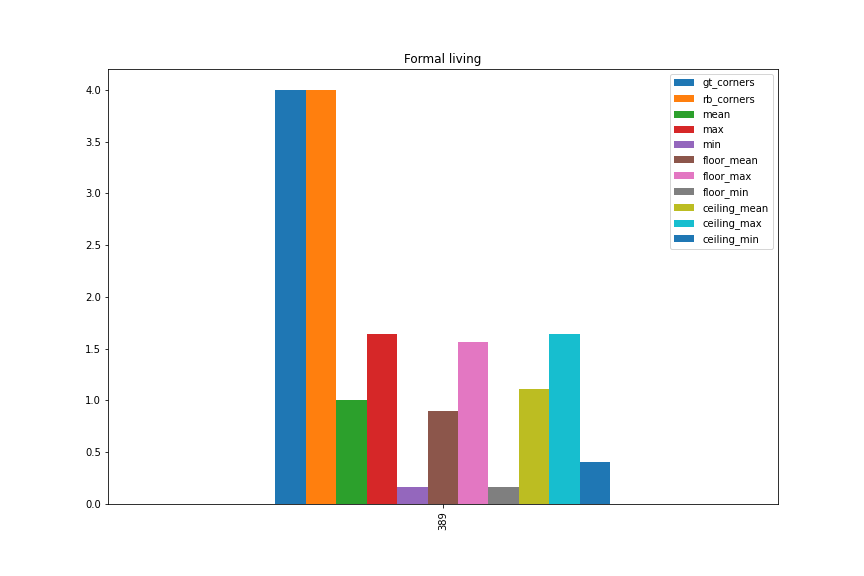 Formal living
4.0
3.5
3.0
2.5
2.0
1.5
1.0
0.5
0.0
389
gt_corners
rb_corners
mean
max
min
floor_mean
floor_max
floor_min
ceiling_mean
ceiling_max
ceiling_min